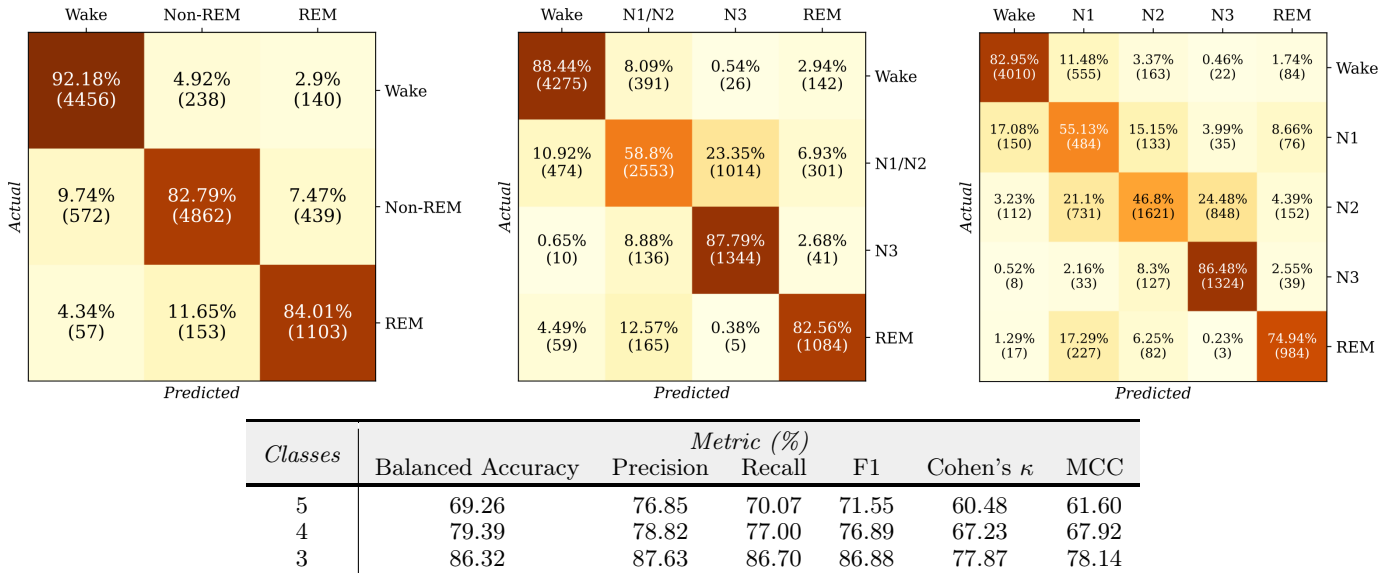 Wake Non-REM REM
92.18% 4.92% 2.9%
(4456) (238) (140)
Wake
9.74% 82.79% 7.47%
(572) (4862) (439)
Non-REM
4.34% 11.65% 84.01%
(57) (153) (1103)
REM
Actual
Predicted
Wake N1/N2 N3 REM
88.44% 8.09% 0.54% 2.94%
(4275) (391) (26) (142)
Wake
10.92% 58.8% 23.35% 6.93%
(474) (2553) (1014) (301)
N1/N2
0.65% 8.88% 87.79% 2.68%
(10) (136) (1344) (41)
N3
4.49% 12.57% 0.38% 82.56%
(59) (165) (5) (1084)
REM
Actual
Predicted
Wake N1 N2 N3 REM
82.95% 11.48% 3.37% 0.46% 1.74%
(4010) (555) (163) (22) (84)
Wake
17.08% 55.13% 15.15% 3.99% 8.66%
(150) (484) (133) (35) (76)
N1
3.23% 21.1% 46.8% 24.48% 4.39%
(112) (731) (1621) (848) (152)
N2
0.52% 2.16% 8.3% 86.48% 2.55%
(8) (33) (127) (1324) (39)
N3
1.29% 17.29% 6.25% 0.23% 74.94%
(17) (227) (82) (3) (984)
REM
Actual
Predicted
Classes
Metric (%)
Balanced Accuracy Precision Recall F1 Cohen's κ MCC
5 69.26 76.85 70.07 71.55 60.48 61.60
4 79.39 78.82 77.00 76.89 67.23 67.92
3 86.32 87.63 86.70 86.88 77.87 78.14